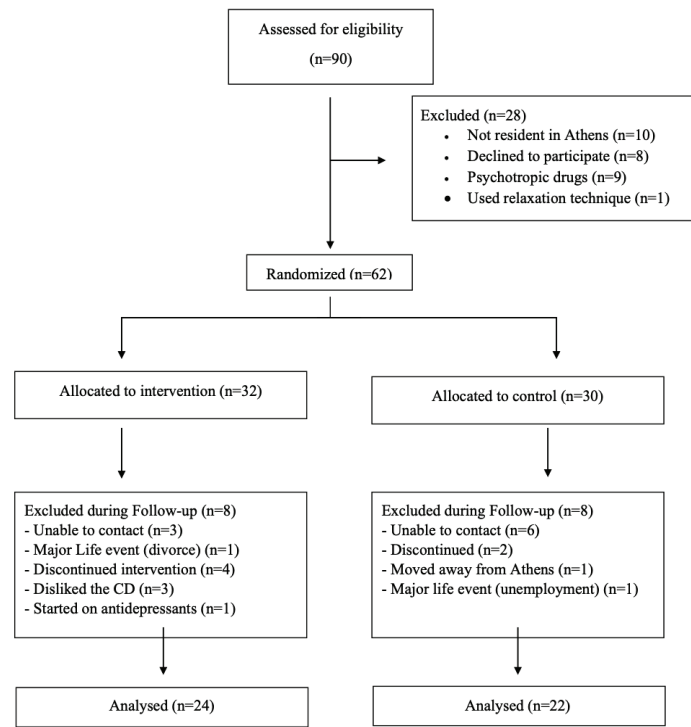 Assessed for eligibility
(n=90)
Excluded (n=28)
• Not resident in Athens (n=10)
• Declined to participate (n=8)
• Psychotropic drugs (n=9)
● Used relaxation technique (n=1)
Randomized (n=62)
Allocated to intervention (n=32)
Allocated to control (n=30)
Excluded during Follow-up (n=8)
- Unable to contact (n=3)
- Major Life event (divorce) (n=1)
- Discontinued intervention (n=4)
- Disliked the CD (n=3)
- Started on antidepressants (n=1)
Excluded during Follow-up (n=8)
- Unable to contact (n=6)
- Discontinued (n=2)
- Moved away from Athens (n=1)
- Major life event (unemployment) (n=1)
Analysed (n=24)
Analysed (n=22)